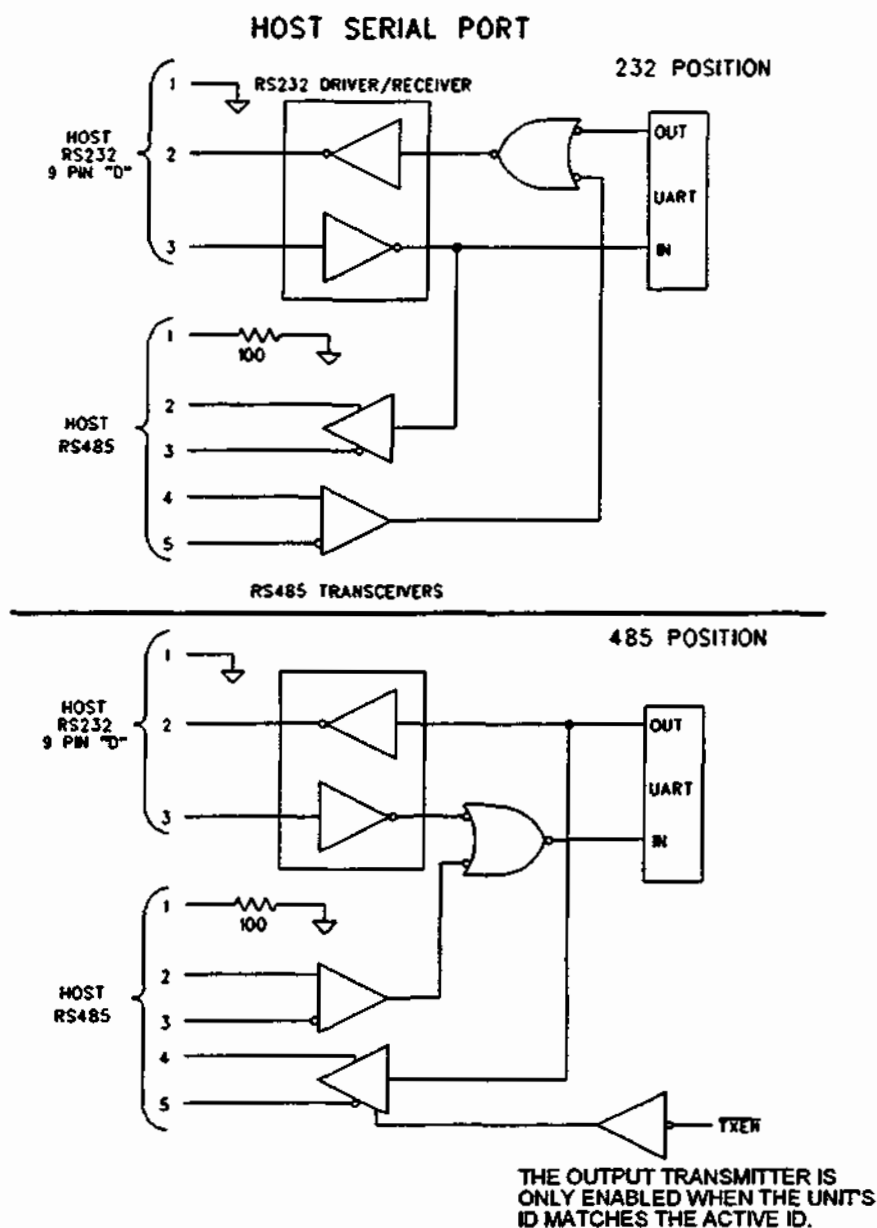 HOST SERIAL PORT
232 POSITION
RS232 DRIVER/RECEIVER
HOST
RS232
9 PIN "D"
1
2
3
OUT
UART
IN
HOST
RS485
1
100
2
3
4
5
RS485 TRANSCEIVERS
485 POSITION
HOST
RS232
9 PIN "D"
1
2
3
OUT
UART
IN
HOST
RS485
1
100
2
3
4
5
TXEN
THE OUTPUT TRANSMITTER IS
ONLY ENABLED WHEN THE UNIT'S
ID MATCHES THE ACTIVE ID.